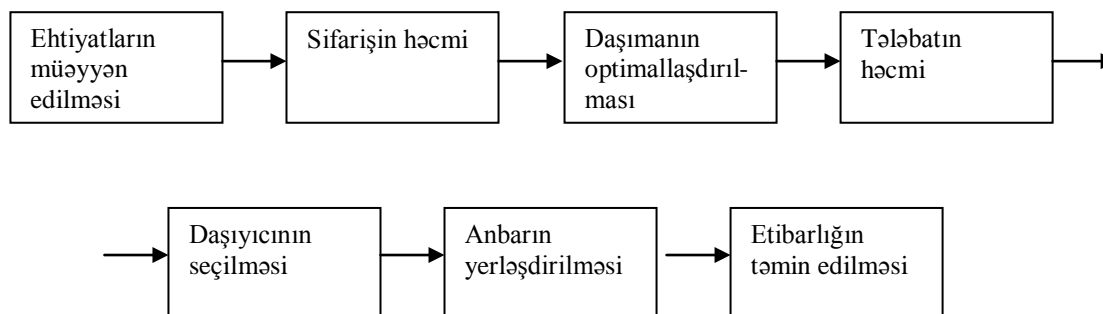 Ehtiyatların
müəyyən
edilməsi
Sifarişin həcmi
Daşımanın
optimallaşdırıl-
ması
Tələbatın
həcmi
Daşıyıcının
seçilməsi
Anbarın
yerləşdirilməsi
Etibarlığın
təmin edilməsi